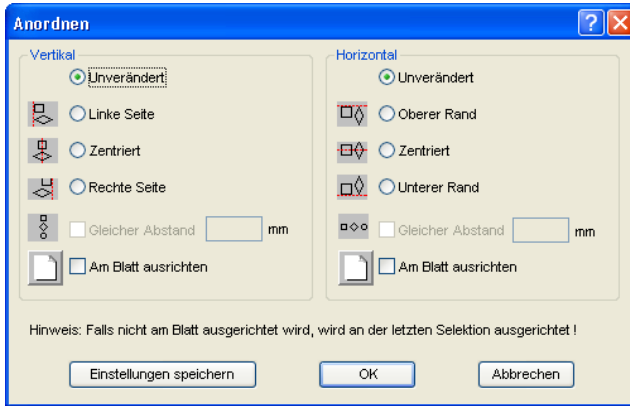 Anordnen
Vertikal
Unverändert
Linke Seite
Zentriert
Rechte Seite
Gleicher Abstand
mm
Am Blatt ausrichten
Horizontal
Unverändert
Oberer Rand
Zentriert
Unterer Rand
Gleicher Abstand
mm
Am Blatt ausrichten
Hinweis: Falls nicht am Blatt ausgerichtet wird, wird an der letzten Selektion ausgerichtet !
Einstellungen speichern
OK
Abbrechen